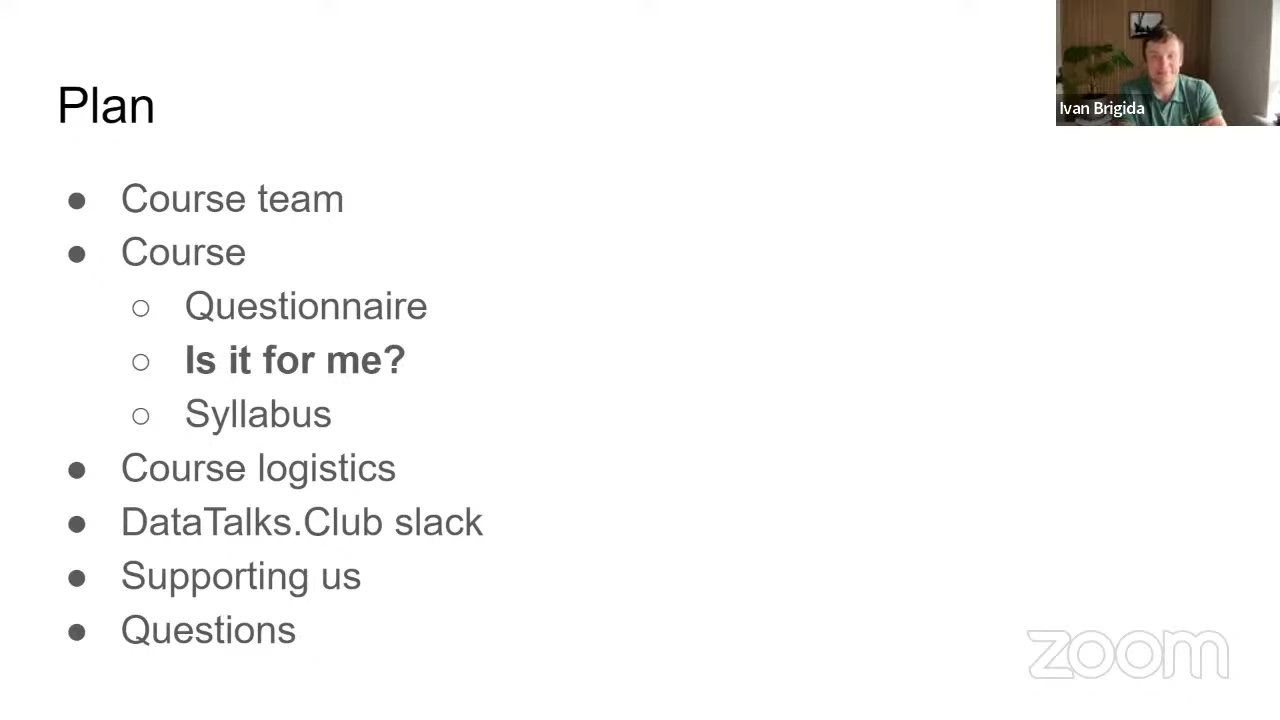 Plan
Ivan Brigida
● Course team
● Course
○ Questionnaire
○ Is it for me?
○ Syllabus
● Course logistics
● DataTalks.Club slack
● Supporting us
● Questions
zoom